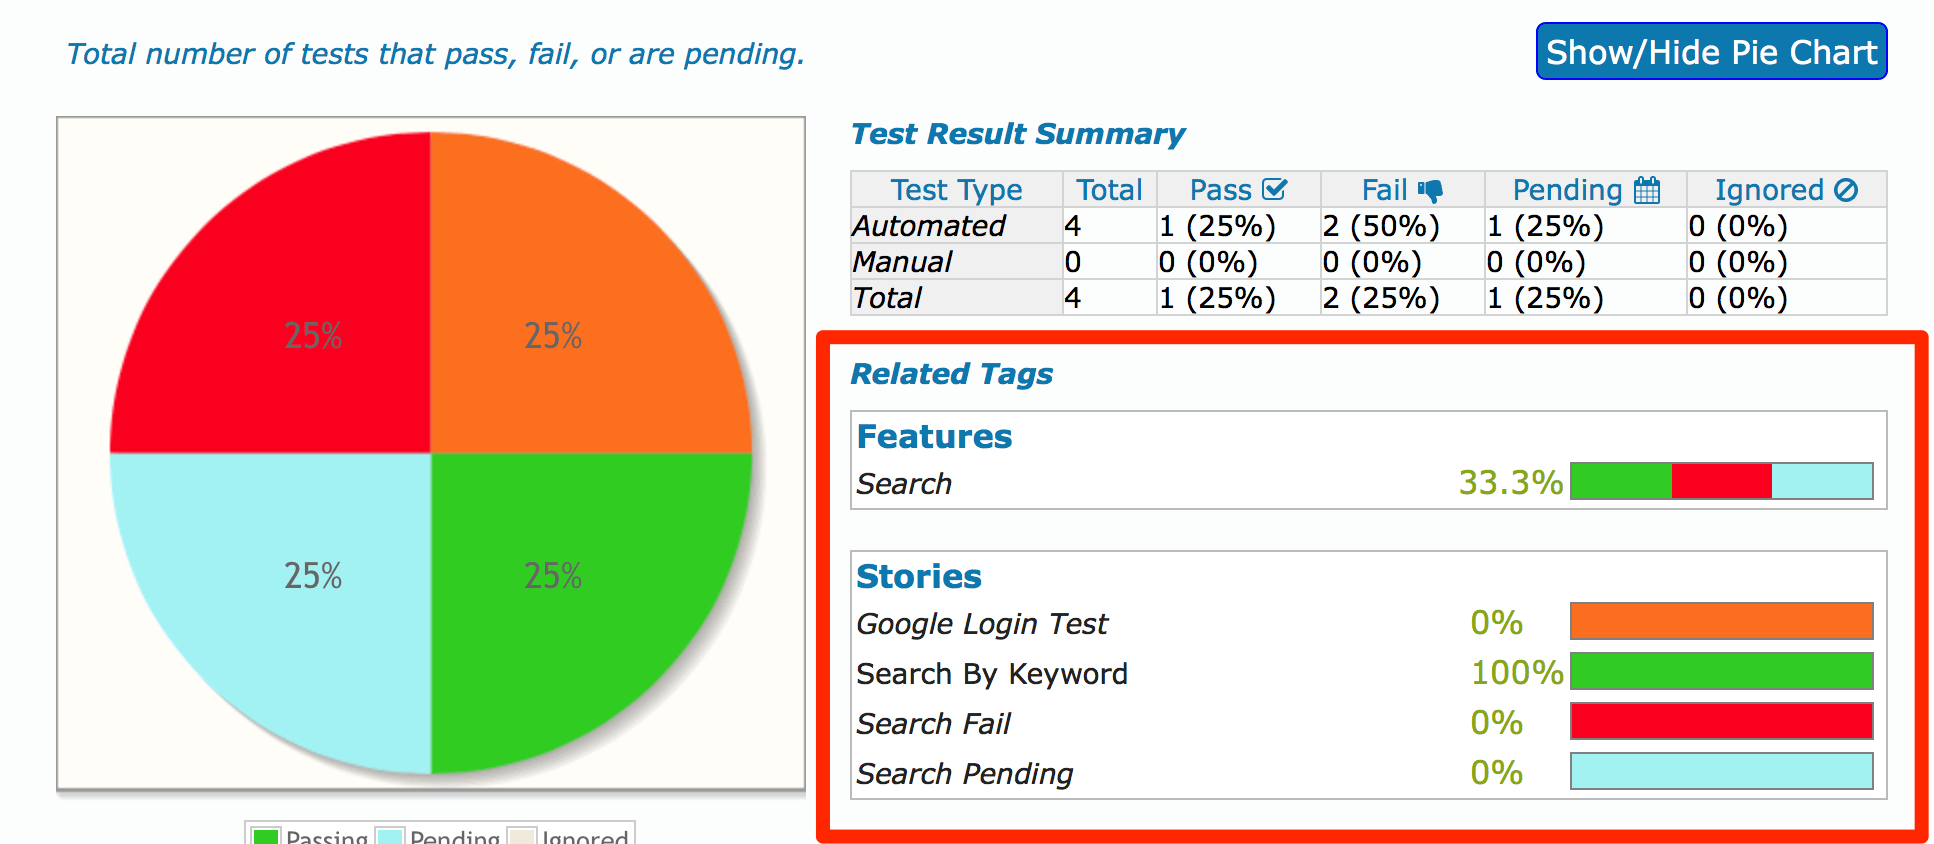 Total number of tests that pass, fail, or are pending.
Show/Hide Pie Chart
25%
25%
25%
25%
Passing Pending Ignored
Test Result Summary
Test Type Total Pass Fail Pending Ignored
Automated 4 1 (25%) 2 (50%) 1 (25%) 0 (0%)
Manual 0 0 (0%) 0 (0%) 0 (0%) 0 (0%)
Total 4 1 (25%) 2 (25%) 1 (25%) 0 (0%)
Related Tags
Features
Search 33.3%
Stories
Google Login Test 0%
Search By Keyword 100%
Search Fail 0%
Search Pending 0%